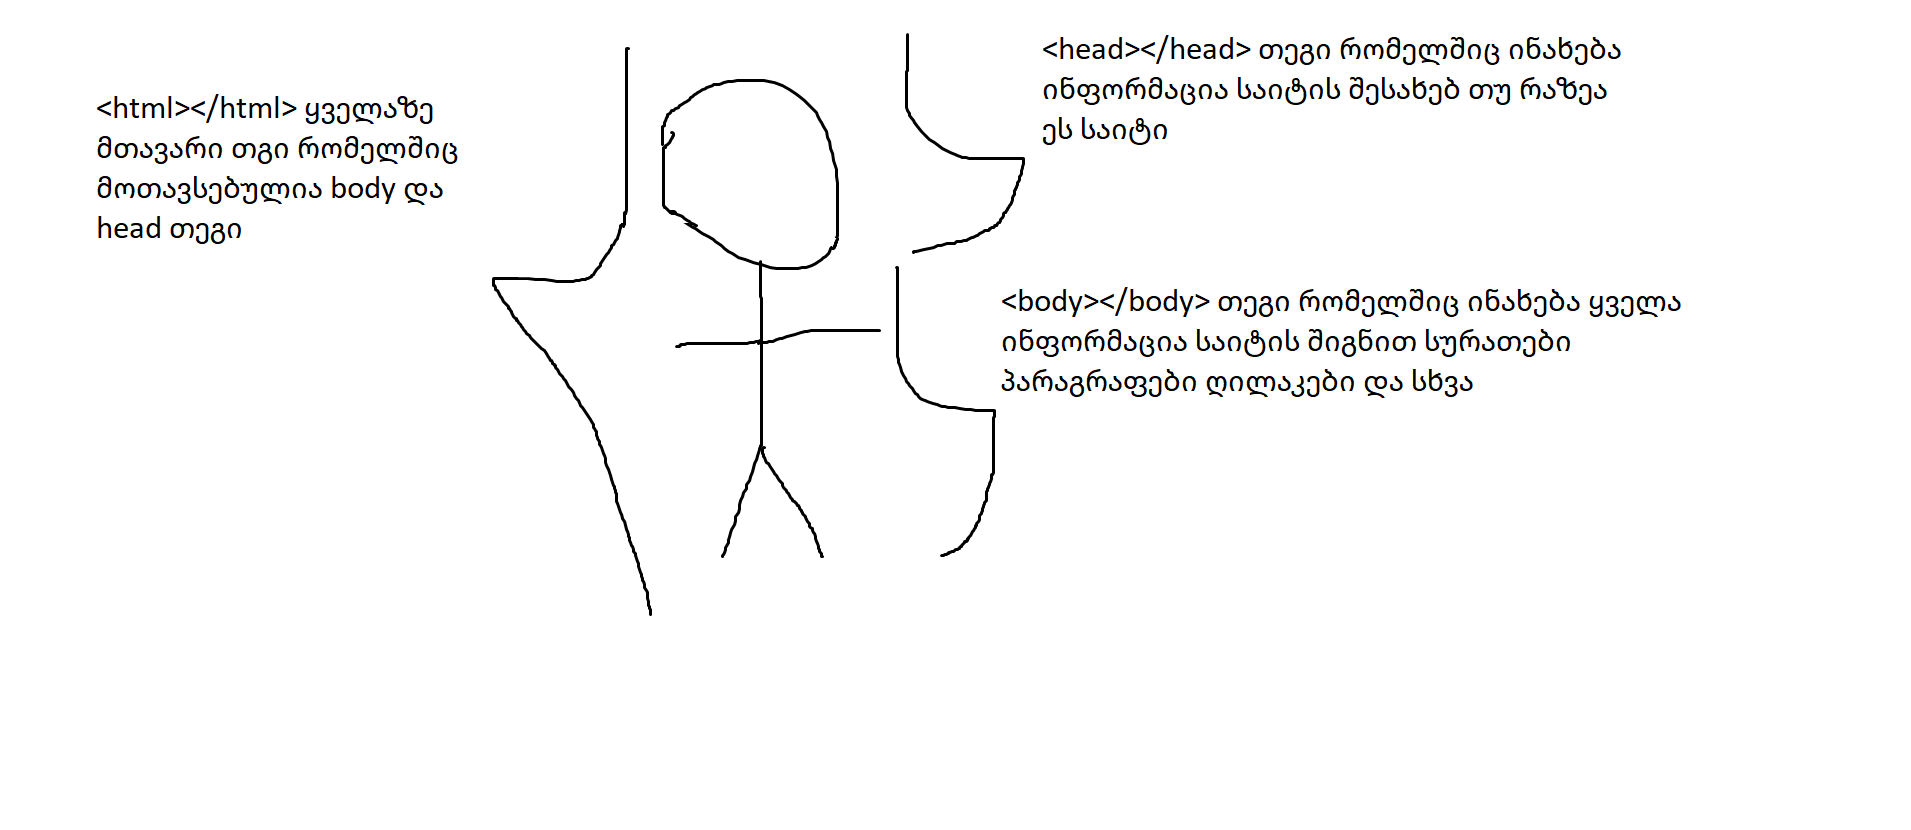 <html></html> ყველაზე
მთავარი თგი რომელშიც
მოთავსებულია body და
head თეგი
<head></head> თეგი რომელშიც ინახება
ინფორმაცია საიტის შესახებ თუ რაზეა
ეს საიტი
<body></body> თეგი რომელშიც ინახება ყველა
ინფორმაცია საიტის შიგნით სურათები
პარაგრაფები ღილაკები და სხვა